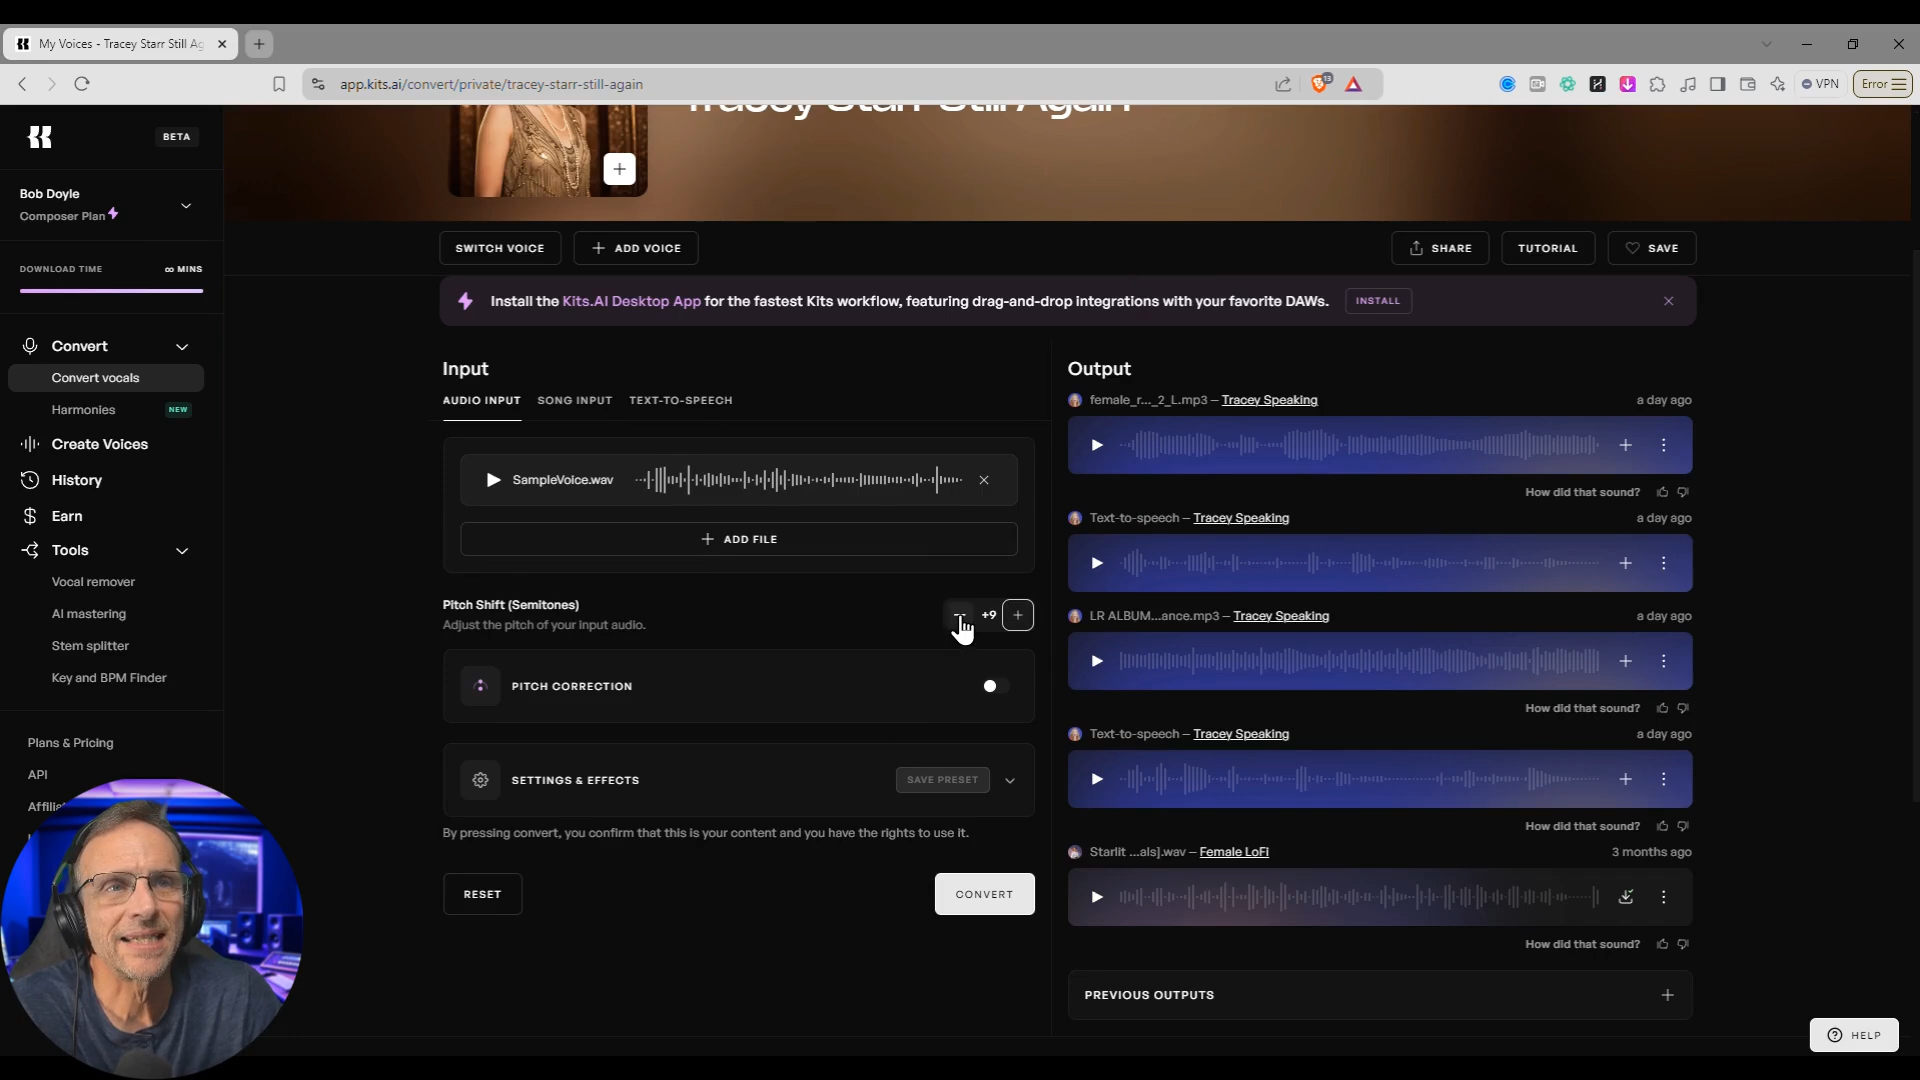 My Voices - Tracey Starr Still Ag
app.kits.ai/convert/private/tracey-starr-still-again
13
VPN
Error
Tracey Starr Still Again
BETA
Bob Doyle
Composer Plan
DOWNLOAD TIME
∞ MINS
Convert
Convert vocals
Harmonies
NEW
Create Voices
History
Earn
Tools
Vocal remover
AI mastering
Stem splitter
Key and BPM Finder
Plans & Pricing
API
SWITCH VOICE
ADD VOICE
SHARE
TUTORIAL
SAVE
Install the Kits.AI Desktop App for the fastest Kits workflow, featuring drag-and-drop integrations with your favorite DAWs.
INSTALL
Input
AUDIO INPUT
SONG INPUT
TEXT-TO-SPEECH
SampleVoice.wav
ADD FILE
Pitch Shift (Semitones)
Adjust the pitch of your input audio.
+9
PITCH CORRECTION
SETTINGS & EFFECTS
SAVE PRESET
By pressing convert, you confirm that this is your content and you have the rights to use it.
RESET
CONVERT
Output
female_r..._2_L.mp3 – Tracey Speaking
a day ago
How did that sound?
Text-to-speech – Tracey Speaking
a day ago
LR ALBUM...ance.mp3 – Tracey Speaking
a day ago
How did that sound?
Text-to-speech – Tracey Speaking
a day ago
How did that sound?
Starlit ...als].wav – Female LoFi
3 months ago
How did that sound?
PREVIOUS OUTPUTS
HELP